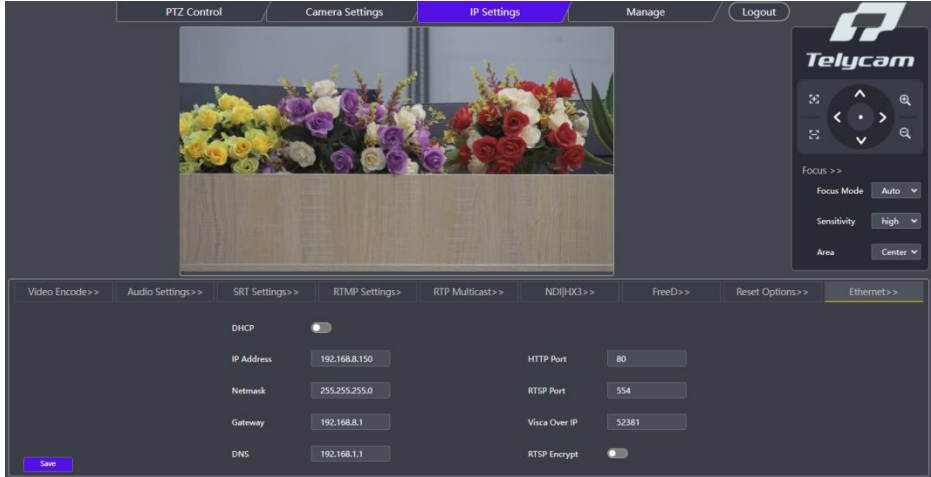 PTZ Control
Camera Settings
IP Settings
Manage
Logout
Telycam
Focus >>
Focus Mode Auto
Sensitivity high
Area Center
Video Encode>> Audio Settings>> SRT Settings>> RTMP Settings> RTP Multicast>> NDI|HX3>> FreeD>> Reset Options>> Ethernet>>
DHCP
IP Address 192.168.8.150 HTTP Port 80
Netmask 255.255.255.0 RTSP Port 554
Gateway 192.168.8.1 Visca Over IP 52381
DNS 192.168.1.1 RTSP Encrypt
Save